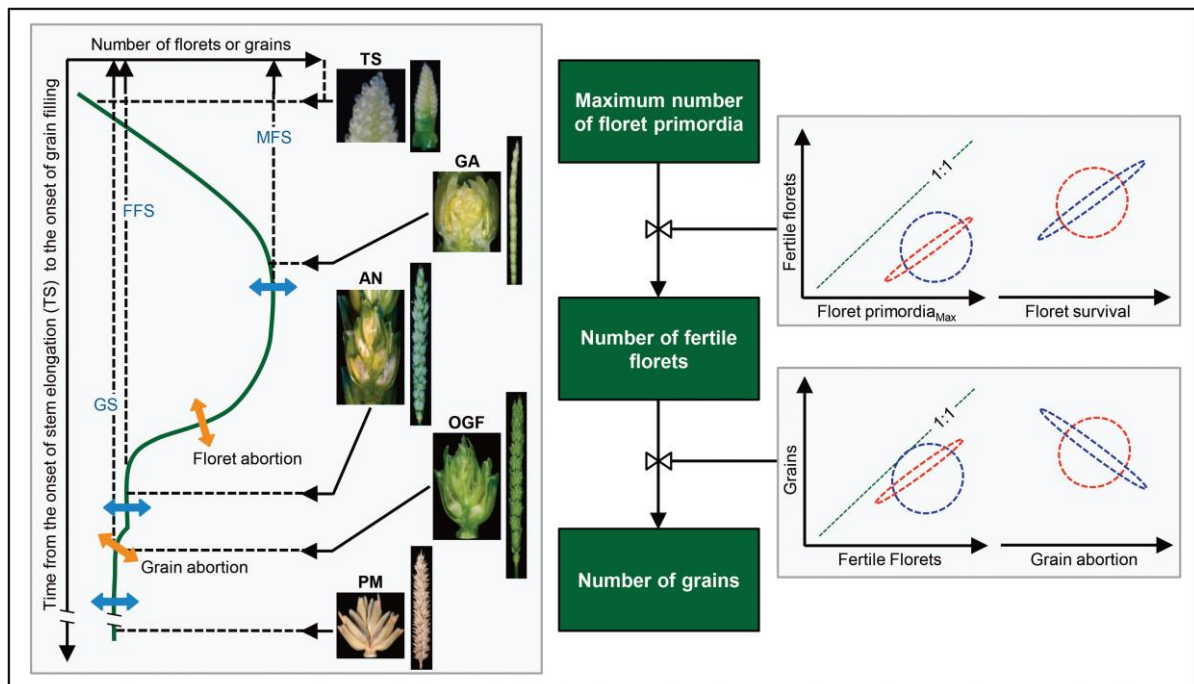 Number of florets or grains
Time from the onset of stem elongation (TS) to the onset of grain filling
TS
MFS
GA
FFS
AN
GS
Floret abortion
OGF
Grain abortion
PM
Maximum number
of floret primordia
Number of fertile
florets
Number of grains
Fertile florets
1:1
Floret primordiaMax
Floret survival
Grains
1:1
Fertile Florets
Grain abortion